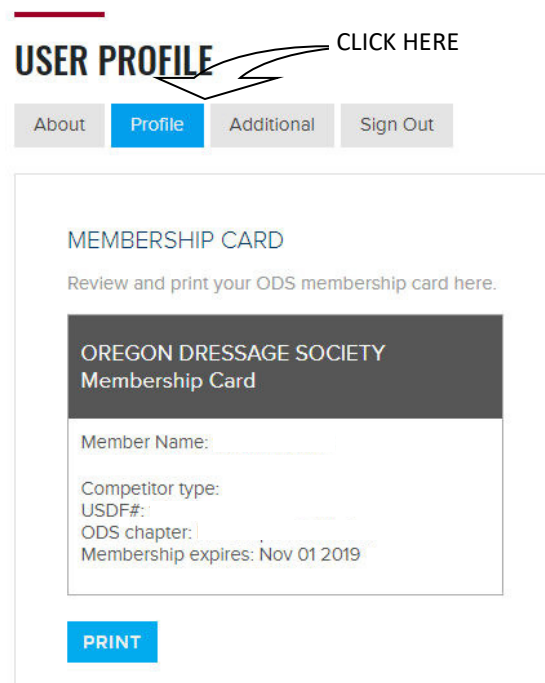 CLICK HERE
USER PROFILE
About Profile Additional Sign Out
MEMBERSHIP CARD
Review and print your ODS membership card here.
OREGON DRESSAGE SOCIETY
Membership Card
Member Name:
Competitor type:
USDF#:
ODS chapter:
Membership expires: Nov 01 2019
PRINT